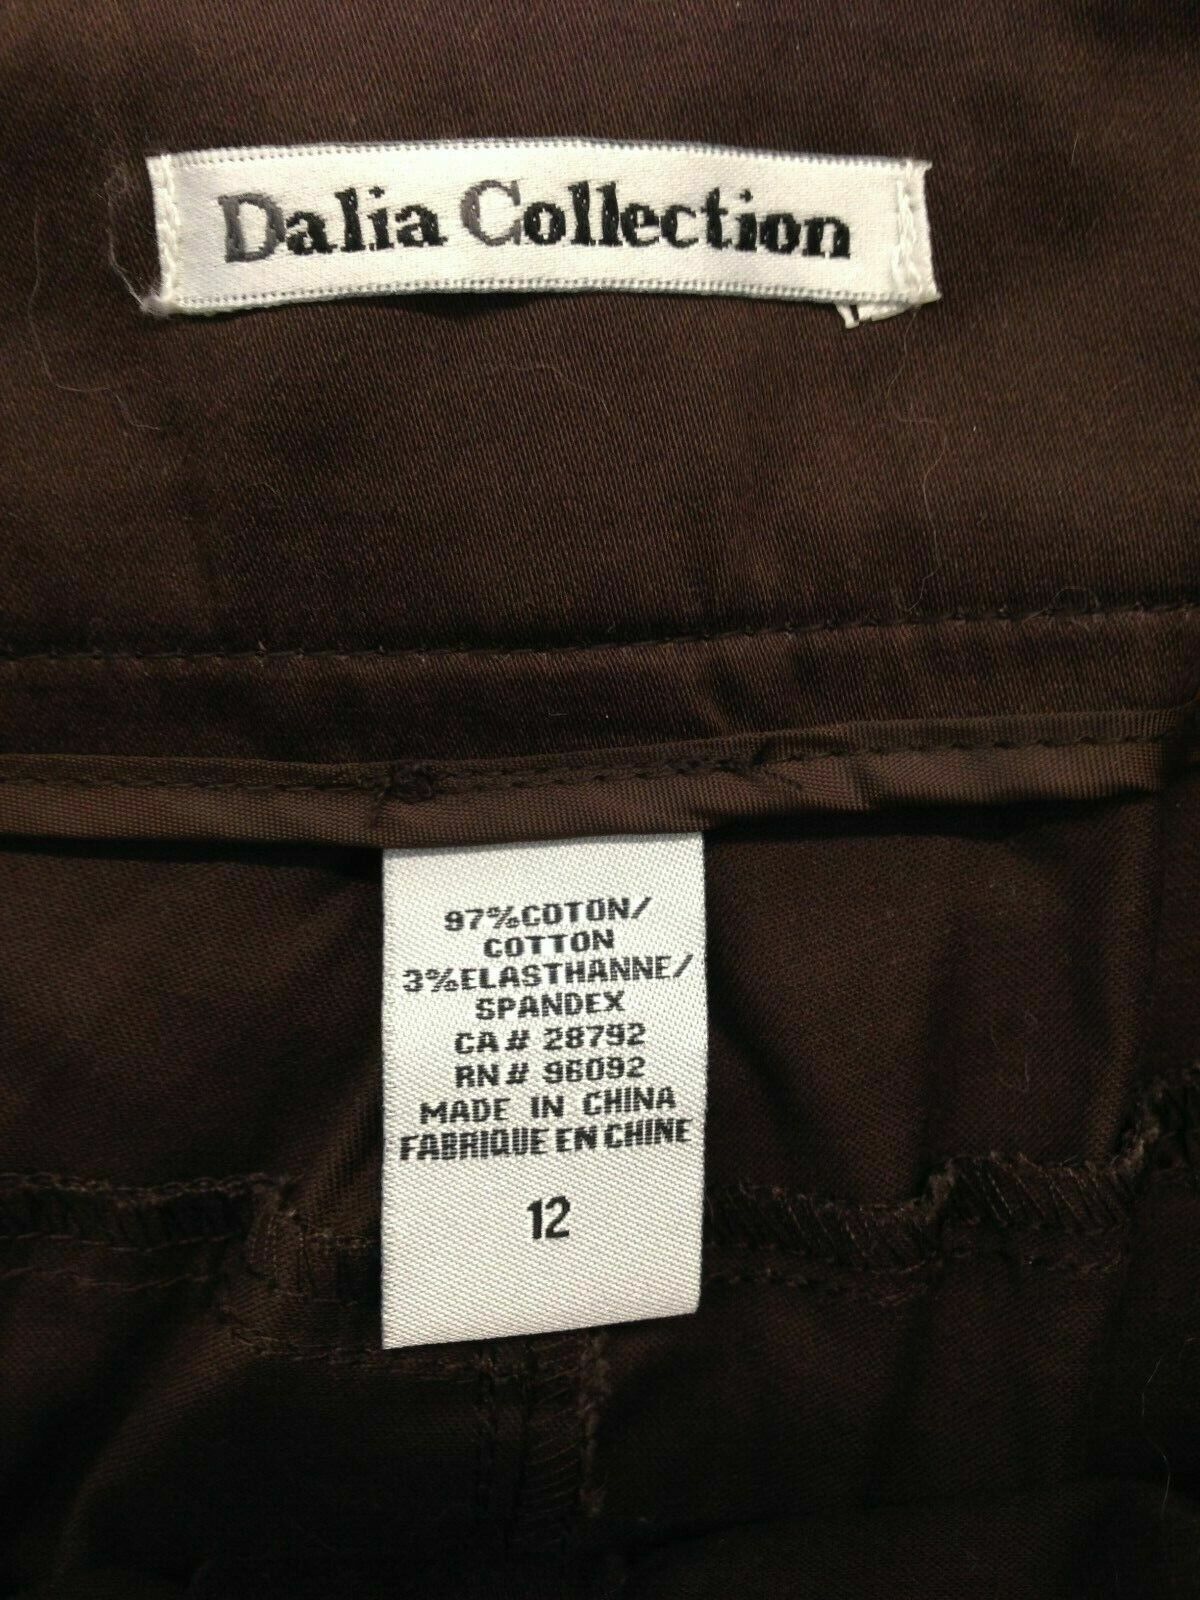 Dalia Collection
97%COTON/
COTTON
3%ELASTHANNE/
SPANDEX
CA# 28792
RN# 96092
MADE IN CHINA
FABRIQUE EN CHINE
12